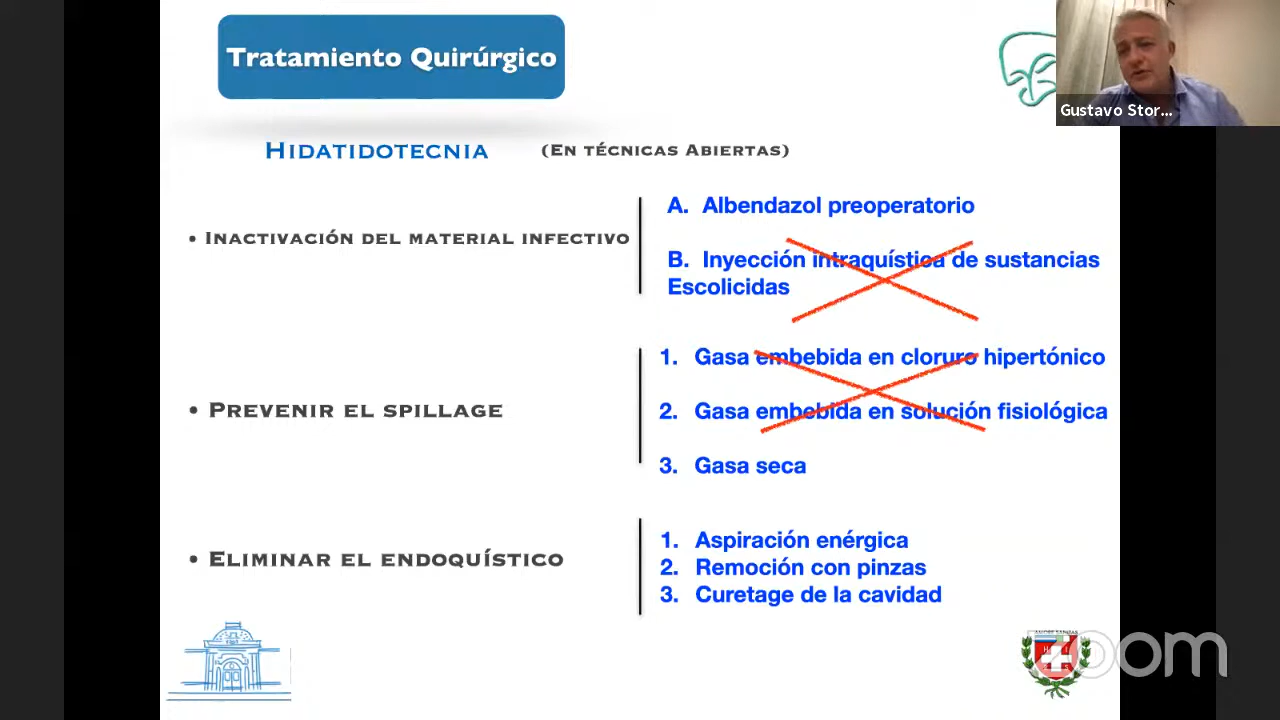 Tratamiento Quirúrgico
Gustavo Stor...
HIDATIDOTECNIA (EN TÉCNICAS ABIERTAS)
• INACTIVACIÓN DEL MATERIAL INFECTIVO
A. Albendazol preoperatorio
B. Inyección intraquística de sustancias
Escolicidas
• PREVENIR EL SPILLAGE
1. Gasa embebida en cloruro hipertónico
2. Gasa embebida en solución fisiológica
3. Gasa seca
• ELIMINAR EL ENDOQUÍSTICO
1. Aspiración enérgica
2. Remoción con pinzas
3. Curetage de la cavidad
zoom